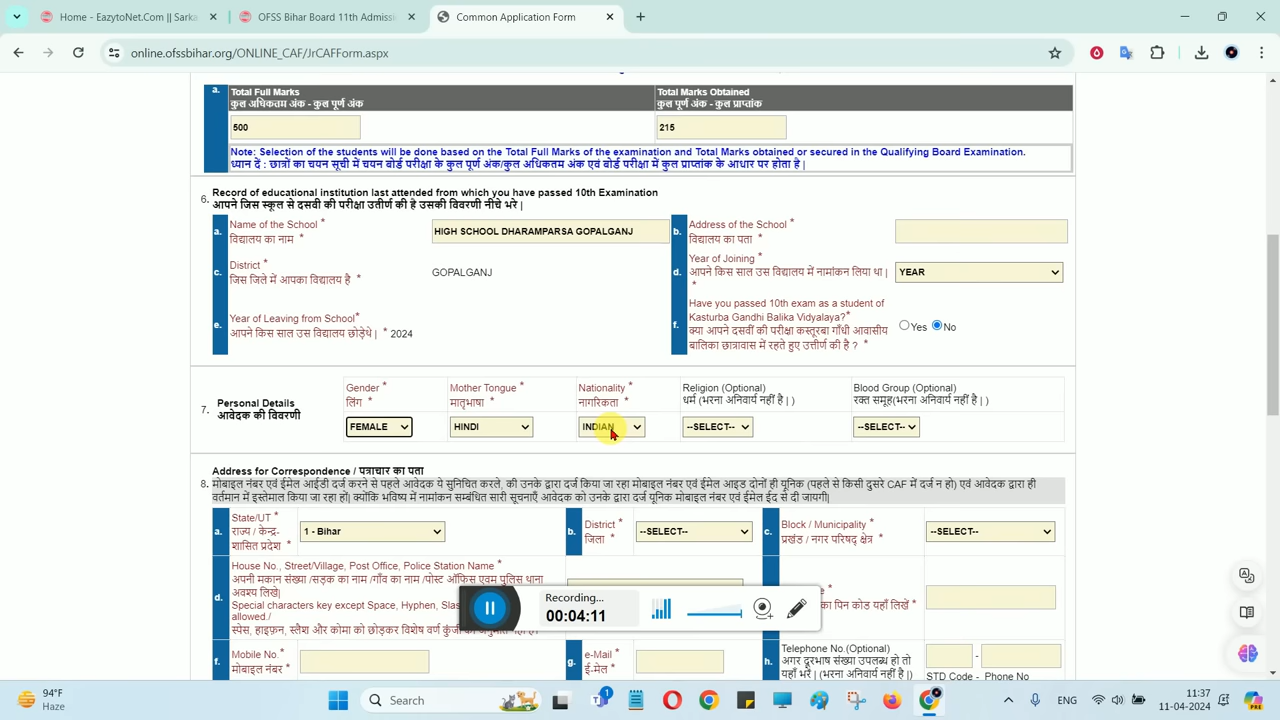 Home - EazytoNet.Com || Sarka
OFSS Bihar Board 11th Admissi
Common Application Form
online.ofssbihar.org/ONLINE_CAF/JrCAFForm.aspx
a.
Total Full Marks
कुल अधिकतम अंक - कुल पूर्ण अंक
Total Marks Obtained
कुल पूर्ण अंक - कुल प्राप्तांक
500
215
Note: Selection of the students will be done based on the Total Full Marks of the examination and Total Marks obtained or secured in the Qualifying Board Examination.
ध्यान दें : छात्रों का चयन सूची में चयन बोर्ड परीक्षा के कुल पूर्ण अंक/कुल अधिकतम अंक एवं बोर्ड परीक्षा में कुल प्राप्तांक के आधार पर होता है |
6.
Record of educational institution last attended from which you have passed 10th Examination
आपने जिस स्कूल से दसवी की परीक्षा उतीर्ण की है उसकी विवरणी नीचे भरे |
a.
Name of the School *
विद्यालय का नाम *
HIGH SCHOOL DHARAMPARSA GOPALGANJ
b.
Address of the School *
विद्यालय का पता *
c.
District *
जिस जिले में आपका विद्यालय है *
GOPALGANJ
d.
Year of Joining *
आपने किस साल उस विद्यालय में नामांकन लिया था |
*
YEAR
e.
Year of Leaving from School*
आपने किस साल उस विद्यालय छोड़ेथे | *
2024
f.
Have you passed 10th exam as a student of
Kasturba Gandhi Balika Vidyalaya?*
क्या आपने दसवीं की परीक्षा कस्तूरबा गाँधी आवासीय
बालिका छात्रावास में रहते हुए उत्तीर्ण की है ? *
Yes No
7.
Personal Details
आवेदक की विवरणी
Gender *
लिंग *
Mother Tongue *
मातृभाषा *
Nationality *
नागरिकता *
Religion (Optional)
धर्म (भरना अनिवार्य नहीं है | )
Blood Group (Optional)
रक्त समूह(भरना अनिवार्य नहीं है | )
FEMALE
HINDI
INDIAN
--SELECT--
--SELECT--
Address for Correspondence / पत्राचार का पता
8.
मोबाइल नंबर एवं ईमेल आईडी दर्ज करने से पहले आवेदक ये सुनिचित करले, की उनके द्वारा दर्ज किया जा रहा मोबाइल नंबर एवं ईमेल आइड दोनों ही यूनिक (पहले से किसी दुसरे CAF में दर्ज न हो) एवं आवेदक द्वारा ही
वर्तमान में इस्तेमाल किया जा रहा हो| क्योंकि भविष्य में नामांकन सम्बंधित सारी सूचनाएँ आवेदक को उनके द्वारा दर्ज यूनिक मोबाइल नंबर एवं ईमेल ईद से दी जायगी|
a.
State/UT *
राज्य / केन्द्र-
शासित प्रदेश *
1 - Bihar
b.
District *
जिला *
--SELECT--
c.
Block / Municipality *
प्रखंड / नगर परिषद् क्षेत्र *
--SELECT--
d.
House No., Street/Village, Post Office, Police Station Name *
अपनी मकान संख्या /सड़क का नाम /गाँव का नाम /पोस्ट ऑफिस एवम पुलिस थाना
अवश्य लिखे|
Special characters key except Space, Hyphen, Slas
allowed./
स्पेस, हाइफ़न, स्लैश और कोमा को छोड़कर विशेष वर्ण
का पिन कोड यहाँ लिखें *
Recording...
00:04:11
f.
Mobile No.*
मोबाइल नंबर *
g.
e-Mail *
ई-मेल *
h.
Telephone No.(Optional)
अगर दूरभाष संख्या उपलब्ध हो तो
यहाँ भरें | (भरना अनिवार्य नहीं है |)
-
STD Code - Phone No
94°F
Haze
Search
1
ENG
11:37
11-04-2024
PRE